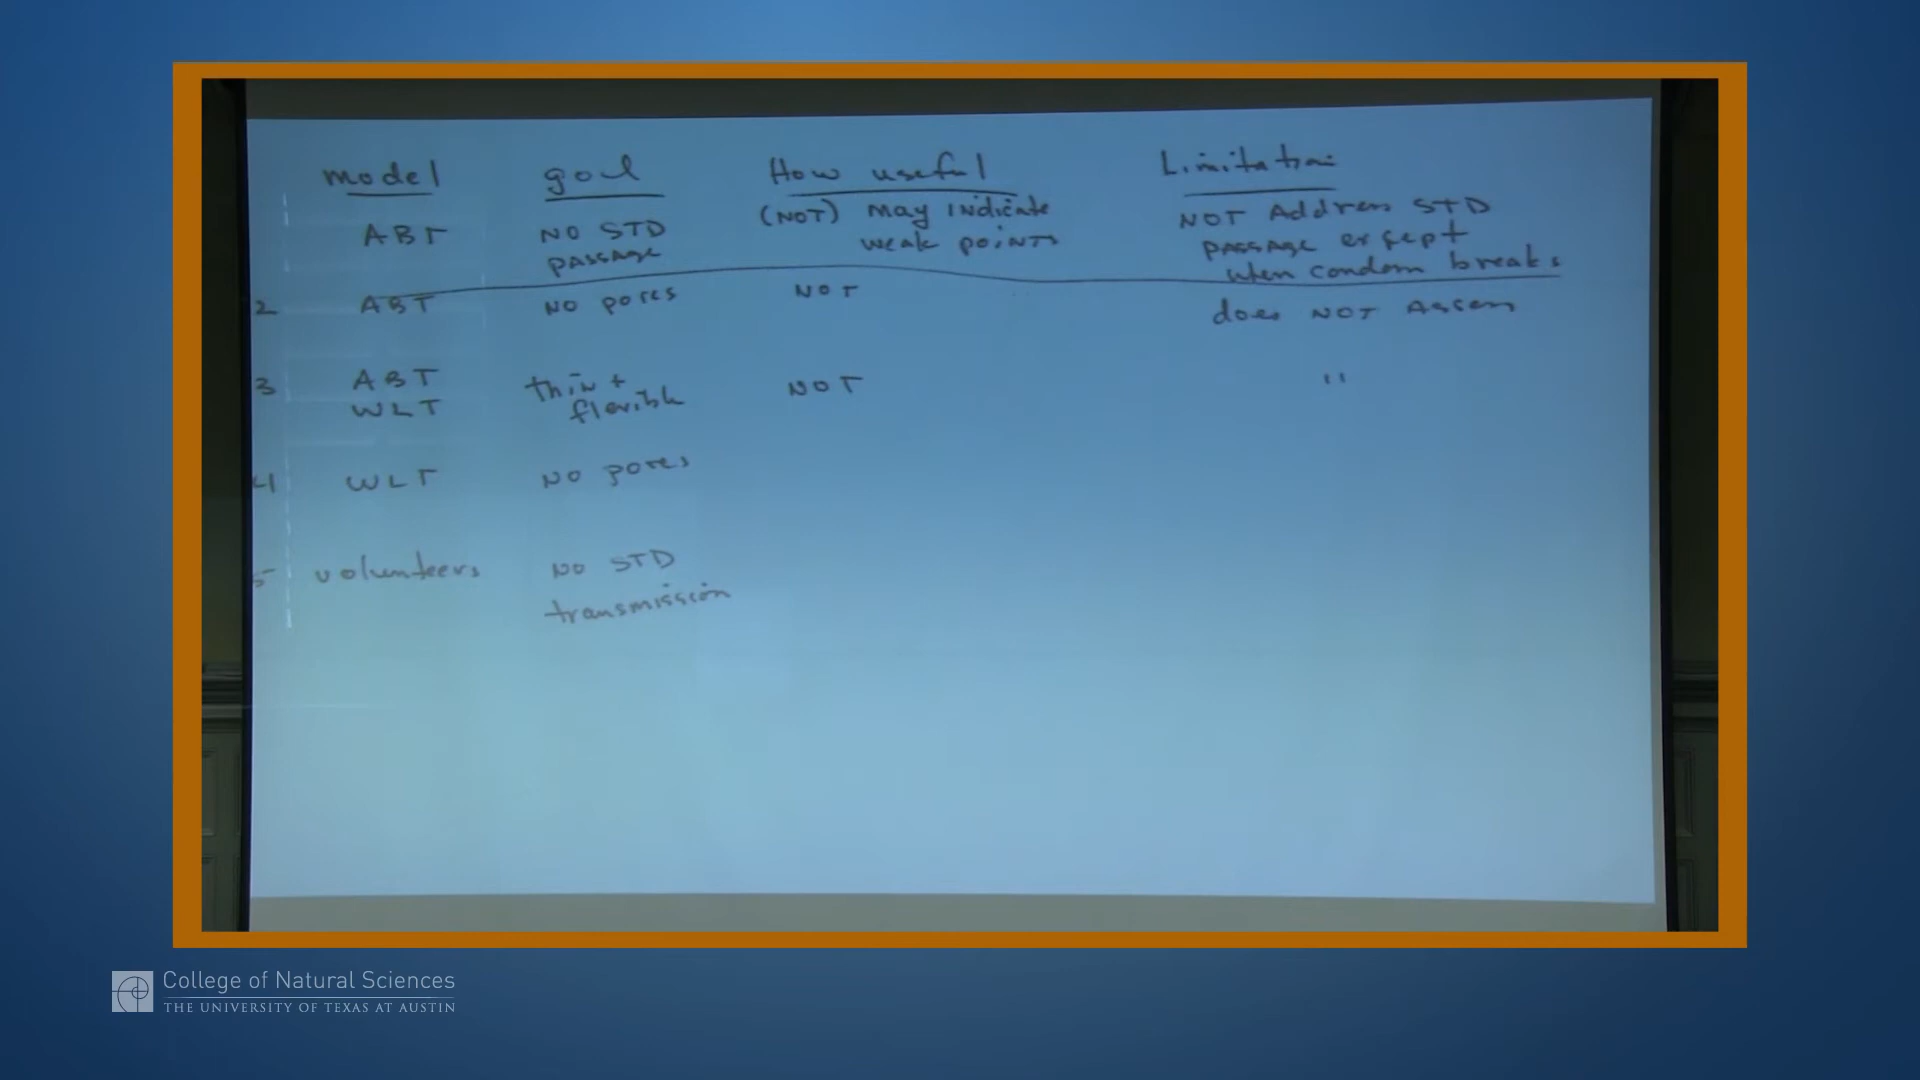 model goal How useful Limitation
ABT NO STD passage (NOT) may indicate weak points NOT Address STD passage except when condom breaks
2 ABT NO pores NOT does NOT Assess
3 ABT WLT thin + flexible NOT "
4 WLT NO pores
5 volunteers NO STD transmission
College of Natural Sciences
THE UNIVERSITY OF TEXAS AT AUSTIN